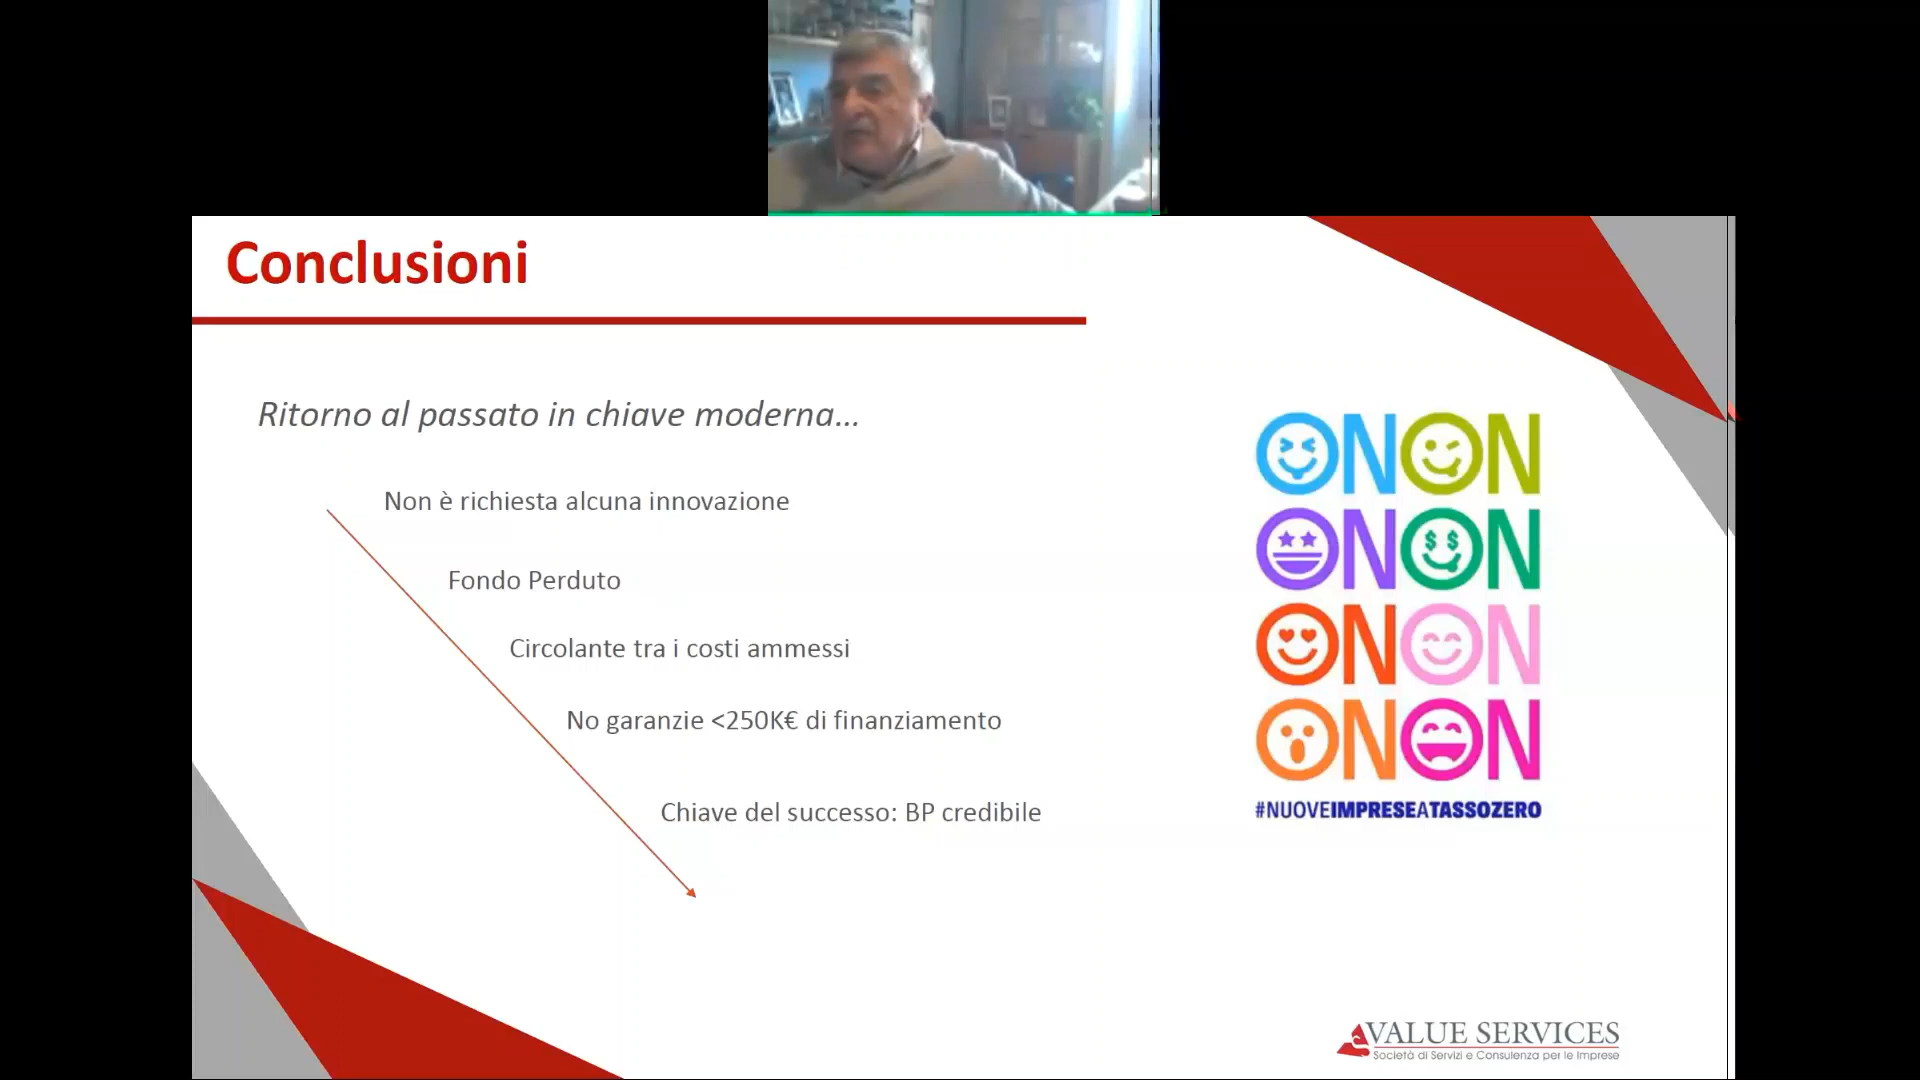 Conclusioni
Ritorno al passato in chiave moderna...
Non è richiesta alcuna innovazione
Fondo Perduto
Circolante tra i costi ammessi
No garanzie <250K€ di finanziamento
Chiave del successo: BP credibile
ONON
ONON
ONON
ONON
#NUOVEIMPRESEATASSOZERO
VALUE SERVICES
Società di Servizi e Consulenza per le Imprese